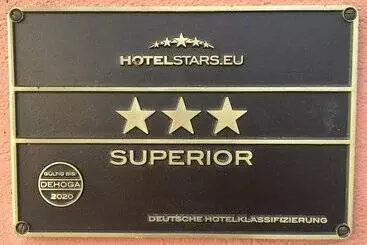 HOTELSTARS.EU
SUPERIOR
GÜLTIG BIS
DEHOGA
2020
DEUTSCHE HOTELKLASSIFIZIERUNG